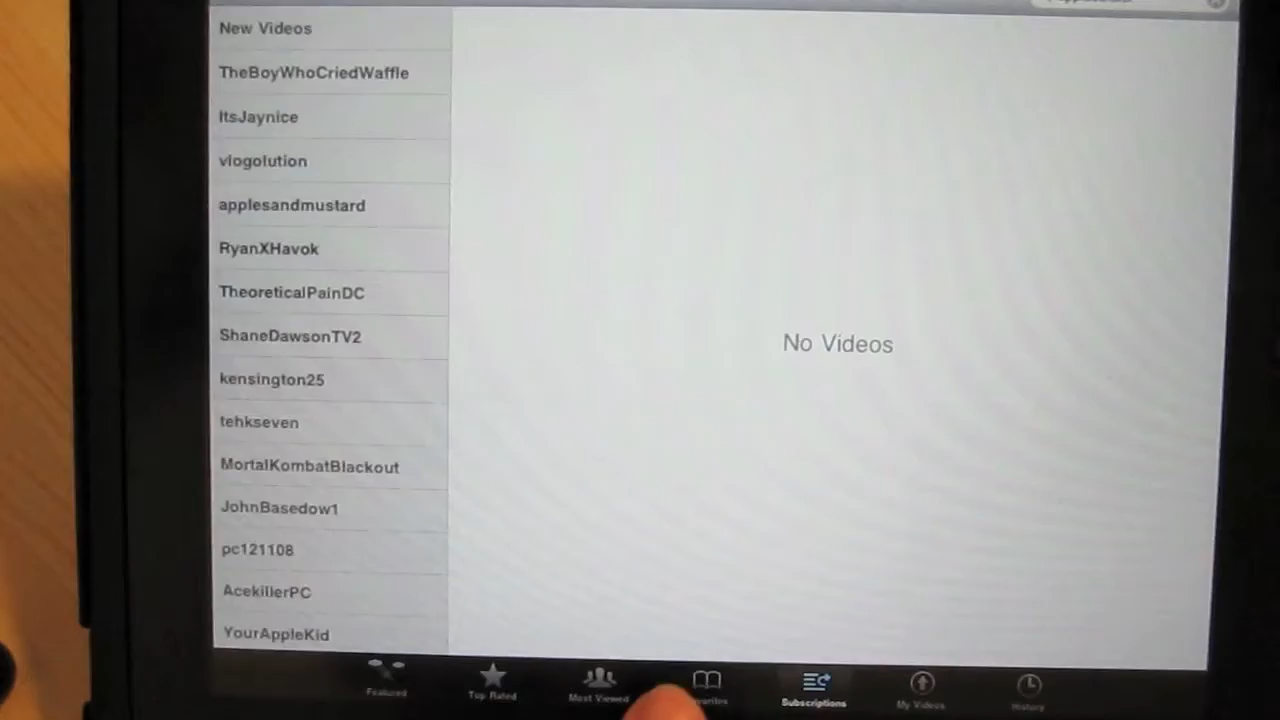 New Videos
TheBoyWhoCriedWaffle
ItsJaynice
vlogolution
applesandmustard
RyanXHavok
TheoreticalPainDC
ShaneDawsonTV2
kensington25
tehkseven
MortalKombatBlackout
JohnBasedow1
pc121108
AcekillerPC
YourAppleKid
No Videos
Featured
Top Rated
Most Viewed
Subscriptions
My Videos
History